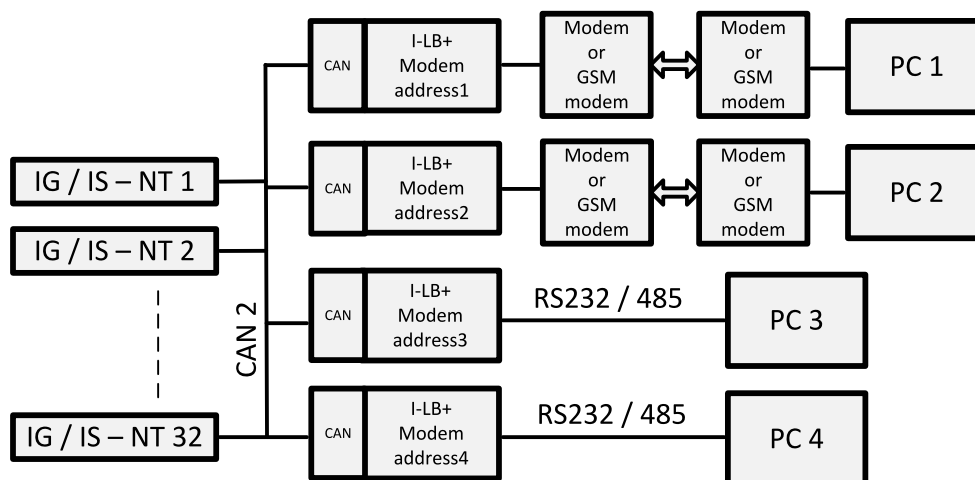 IG / IS – NT 1
IG / IS – NT 2
IG / IS – NT 32
CAN 2
CAN
I-LB+
Modem
address1
Modem
or
GSM
modem
Modem
or
GSM
modem
PC 1
CAN
I-LB+
Modem
address2
Modem
or
GSM
modem
Modem
or
GSM
modem
PC 2
CAN
I-LB+
Modem
address3
RS232 / 485
PC 3
CAN
I-LB+
Modem
address4
RS232 / 485
PC 4